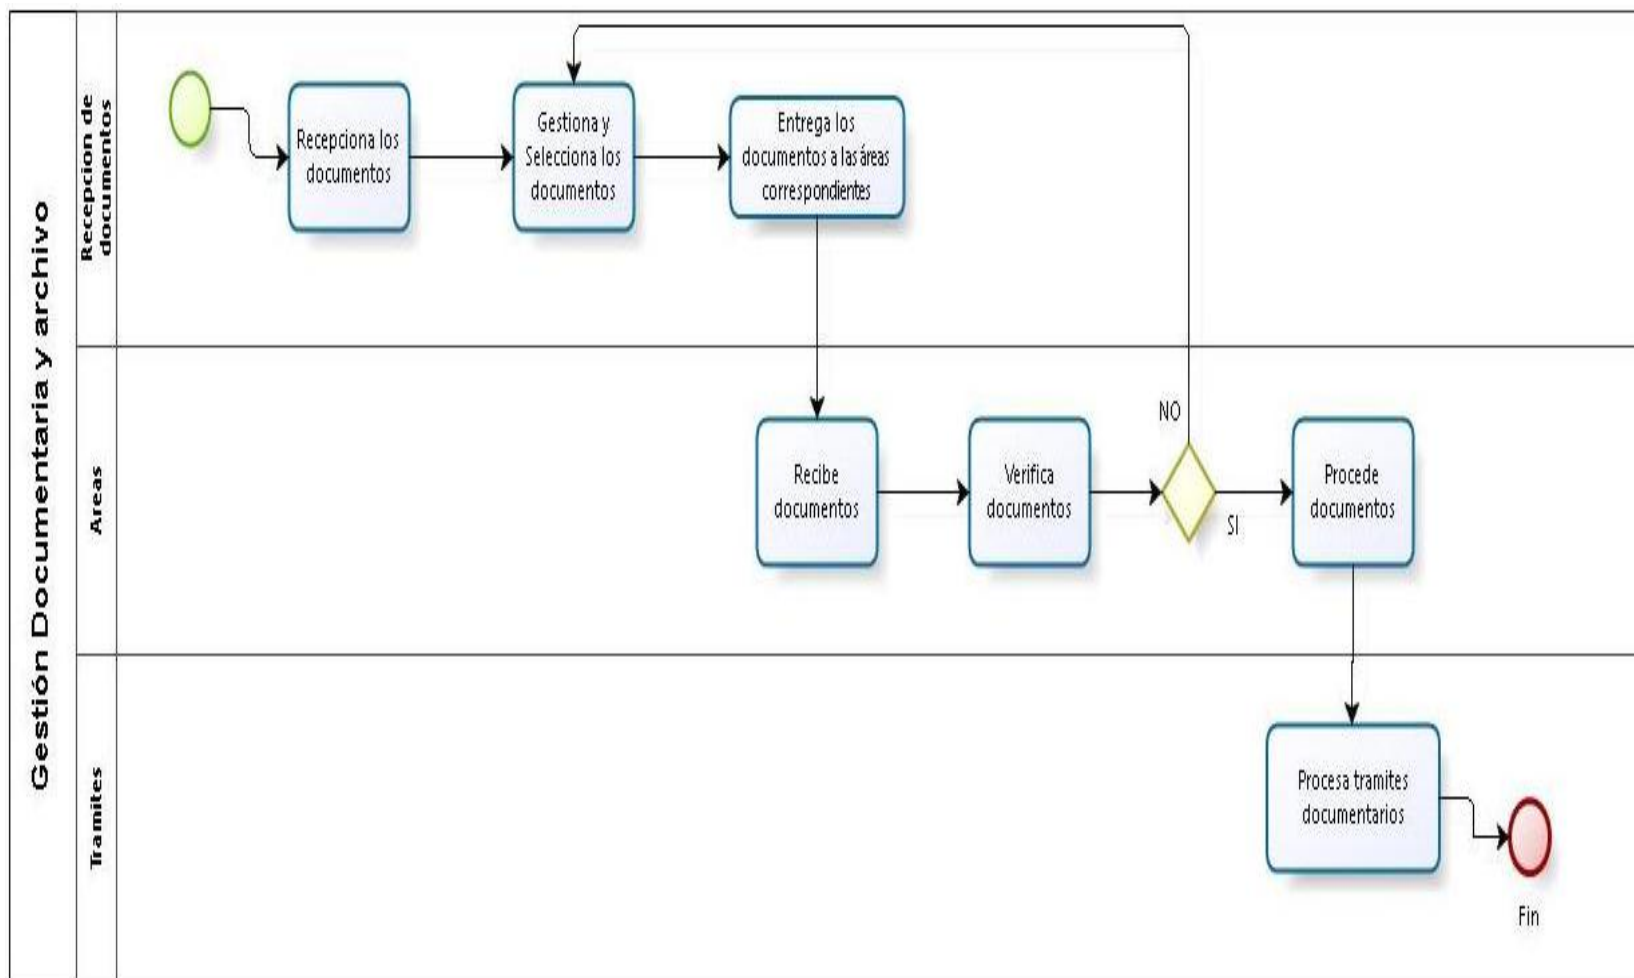 Gestión Documentaria y archivo
Recepcion de
documentos
Recepciona los
documentos
Gestiona y
Selecciona los
documentos
Entrega los
documentos a las áreas
correspondientes
Areas
Recibe
documentos
Verifica
documentos
NO
SI
Procede
documentos
Tramites
Procesa tramites
documentarios
Fin